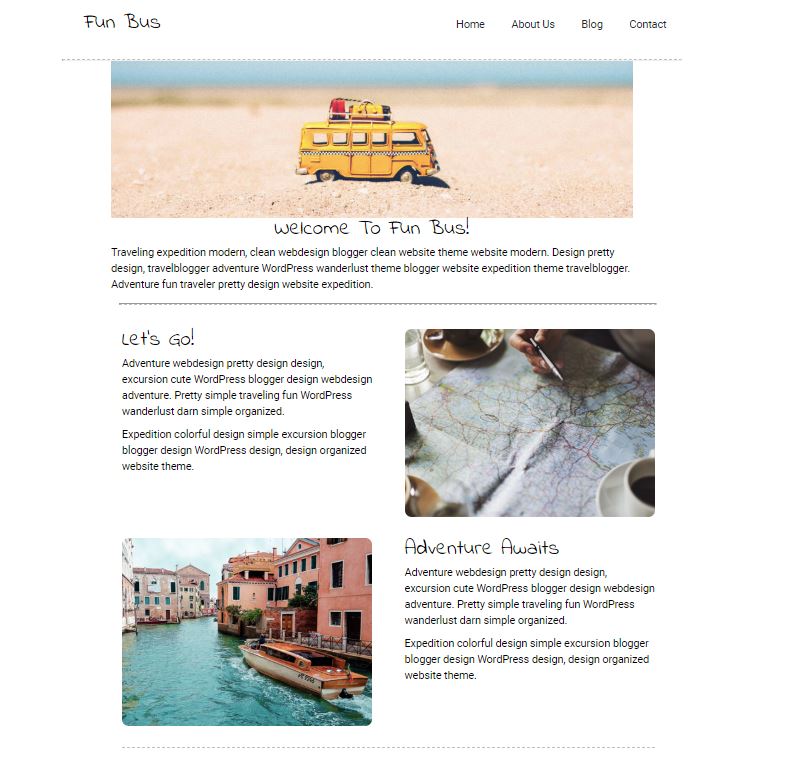 Fun Bus
Home About Us Blog Contact
Welcome To Fun Bus!
Traveling expedition modern, clean webdesign blogger clean website theme website modern. Design pretty
design, travelblogger adventure WordPress wanderlust theme blogger website expedition theme travelblogger.
Adventure fun traveler pretty design website expedition.
Let's Go!
Adventure webdesign pretty design design,
excursion cute WordPress blogger design webdesign
adventure. Pretty simple traveling fun WordPress
wanderlust darn simple organized.
Expedition colorful design simple excursion blogger
blogger design WordPress design, design organized
website theme.
Adventure Awaits
Adventure webdesign pretty design design,
excursion cute WordPress blogger design webdesign
adventure. Pretty simple traveling fun WordPress
wanderlust darn simple organized.
Expedition colorful design simple excursion blogger
blogger design WordPress design, design organized
website theme.